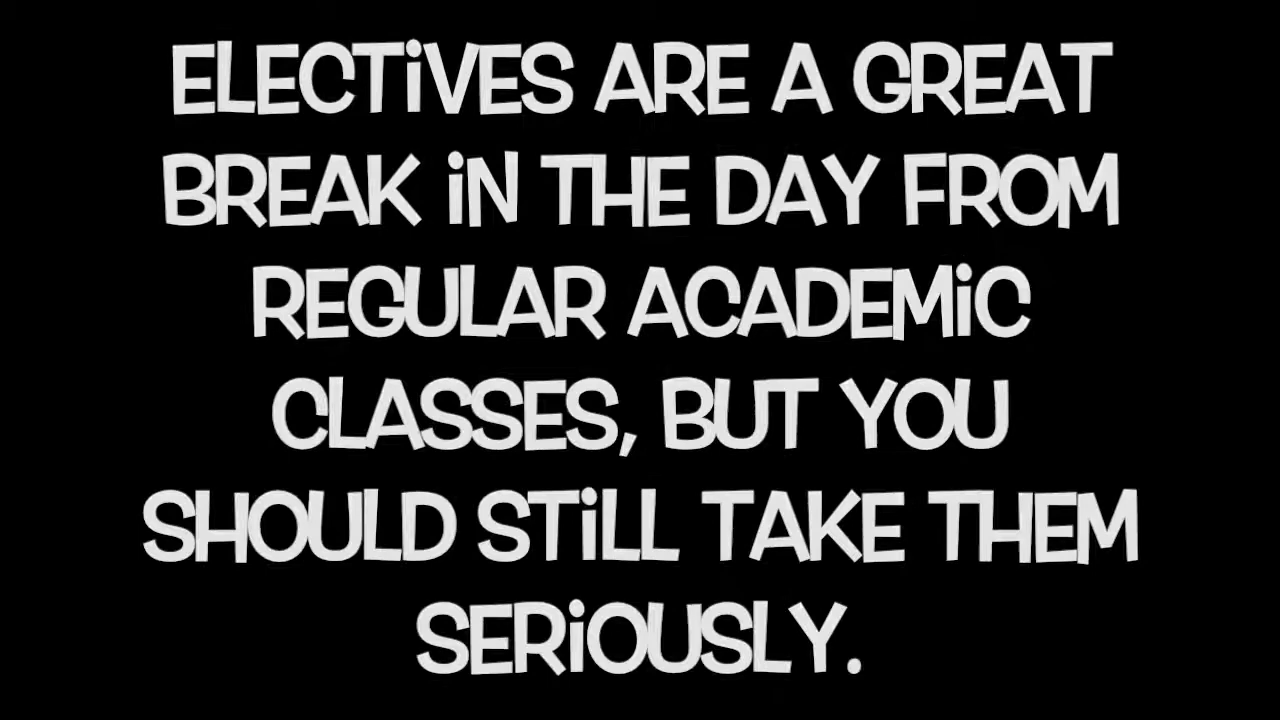 ELECTiVES ARE A GREAT
BREAK iN THE DAY FROM
REGULAR ACADEMiC
CLASSES, BUT YOU
SHOULD STiLL TAKE THEM
SERiOUSLY.